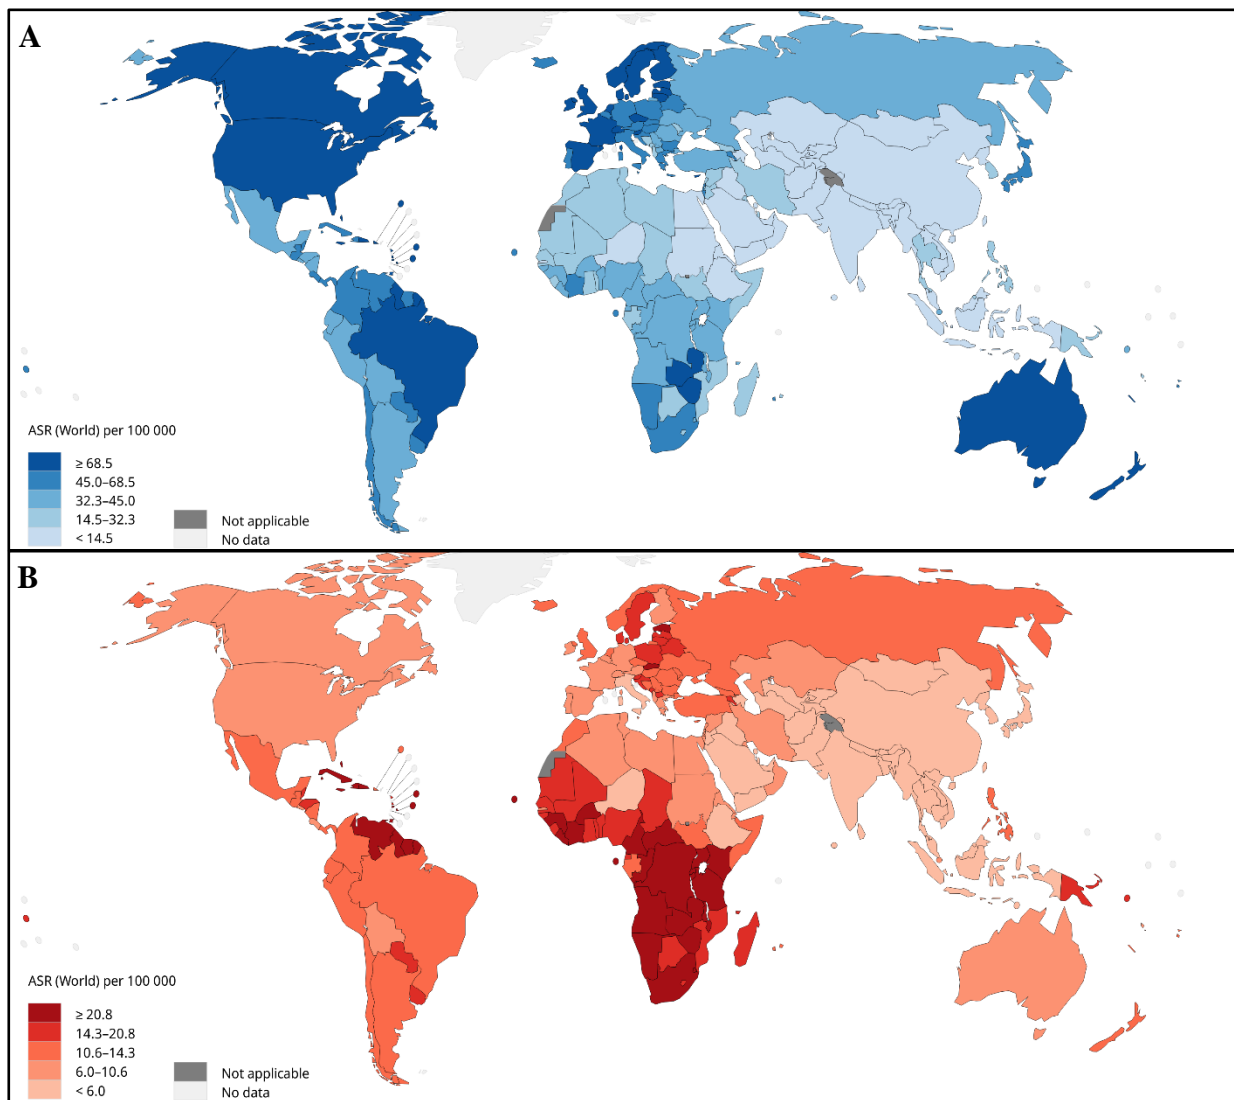 A
ASR (World) per 100 000
≥ 68.5
45.0–68.5
32.3–45.0
14.5–32.3
< 14.5
Not applicable
No data
B
ASR (World) per 100 000
≥ 20.8
14.3–20.8
10.6–14.3
6.0–10.6
< 6.0
Not applicable
No data